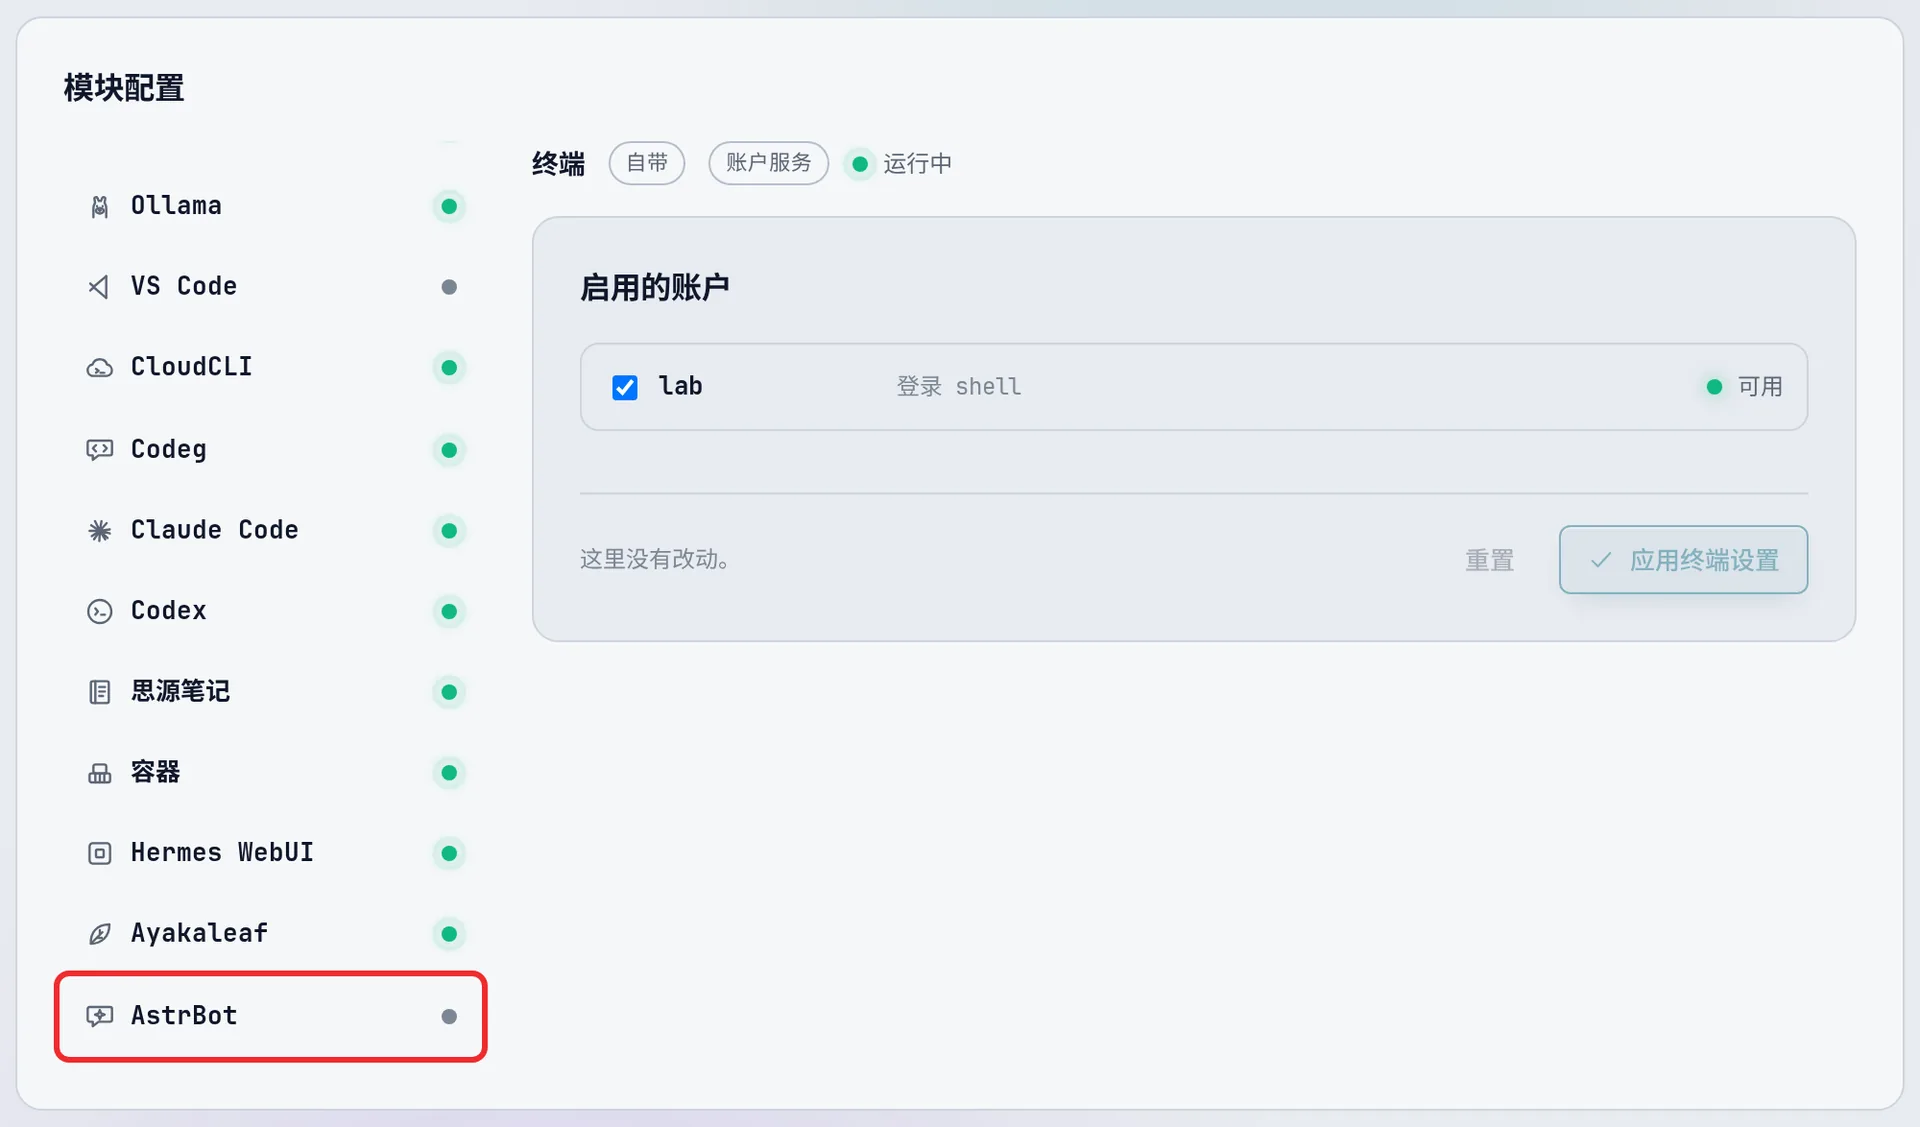 模块配置
Ollama
VS Code
CloudCLI
Codeg
Claude Code
Codex
思源笔记
容器
Hermes WebUI
Ayakaleaf
AstrBot
终端 自带 账户服务 运行中
启用的账户
lab 登录 shell 可用
这里没有改动。 重置 应用终端设置